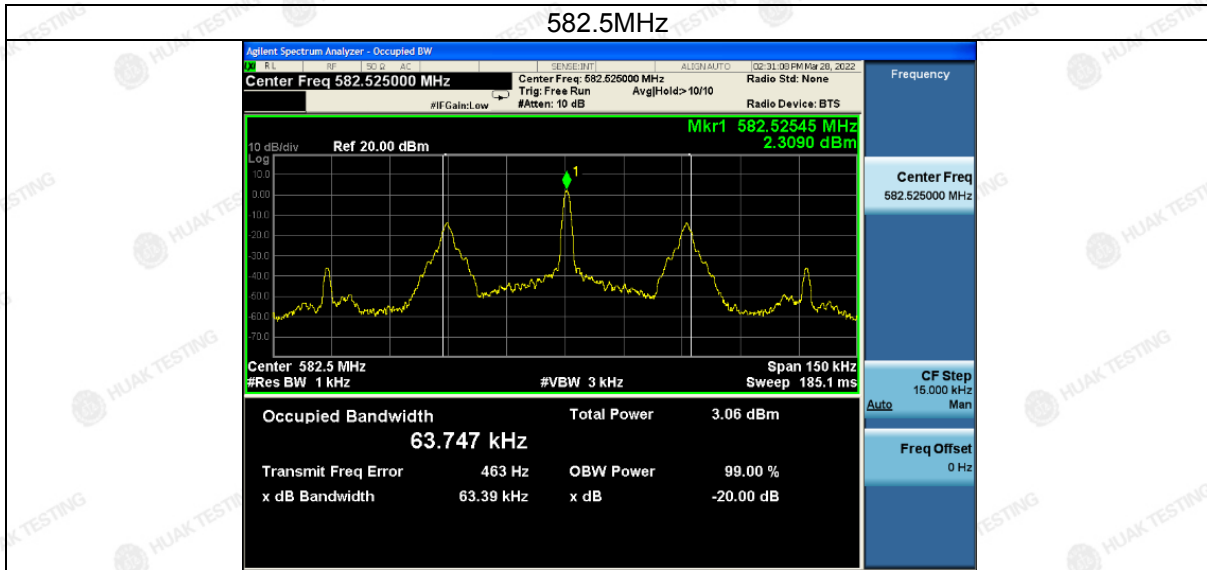 582.5MHz
Agilent Spectrum Analyzer - Occupied BW
RL RF 50 Ω AC SENSE:INT ALIGNAUTO 02:31:08 PM Mar 28, 2022
Center Freq 582.525000 MHz
Center Freq: 582.525000 MHz
Radio Std: None
Trig: Free Run Avg|Hold>10/10
#IFGain:Low
#Atten: 10 dB
Radio Device: BTS
Frequency
Mkr1 582.52545 MHz
2.3090 dBm
10 dB/div Ref 20.00 dBm
Log
10.0
0.00
-10.0
-20.0
-30.0
-40.0
-50.0
-60.0
-70.0
1
Center 582.5 MHz Span 150 kHz
#Res BW 1 kHz #VBW 3 kHz Sweep 185.1 ms
Center Freq
582.525000 MHz
CF Step
15.000 kHz
Auto Man
Freq Offset
0 Hz
Occupied Bandwidth Total Power 3.06 dBm
63.747 kHz
Transmit Freq Error 463 Hz OBW Power 99.00 %
x dB Bandwidth 63.39 kHz x dB -20.00 dB
HUAK TESTING
HUAK TESTING
HUAK TESTING
HUAK TESTING